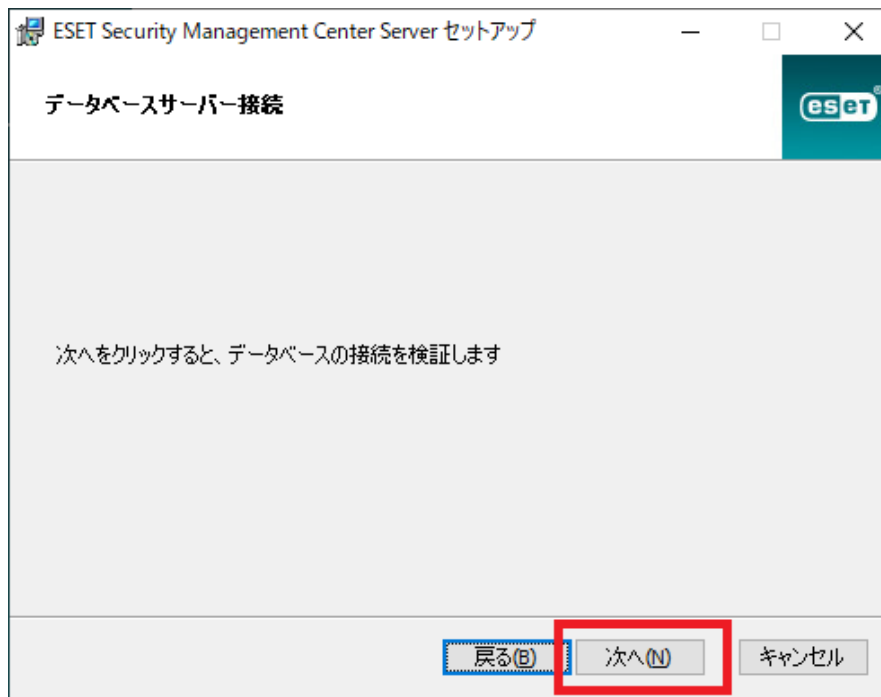 ESET Security Management Center Server セットアップ
データベースサーバー接続
eseT
次へをクリックすると、データベースの接続を検証します
戻る(B) 次へ(N) キャンセル